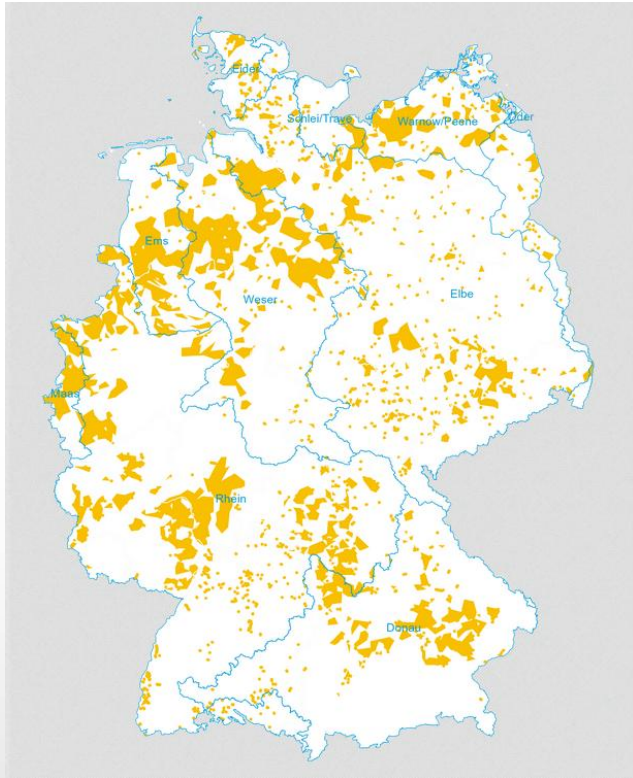 Eider
Schlei/Trave
Warnow/Peene
Oder
Ems
Weser
Elbe
Maas
Rhein
Donau